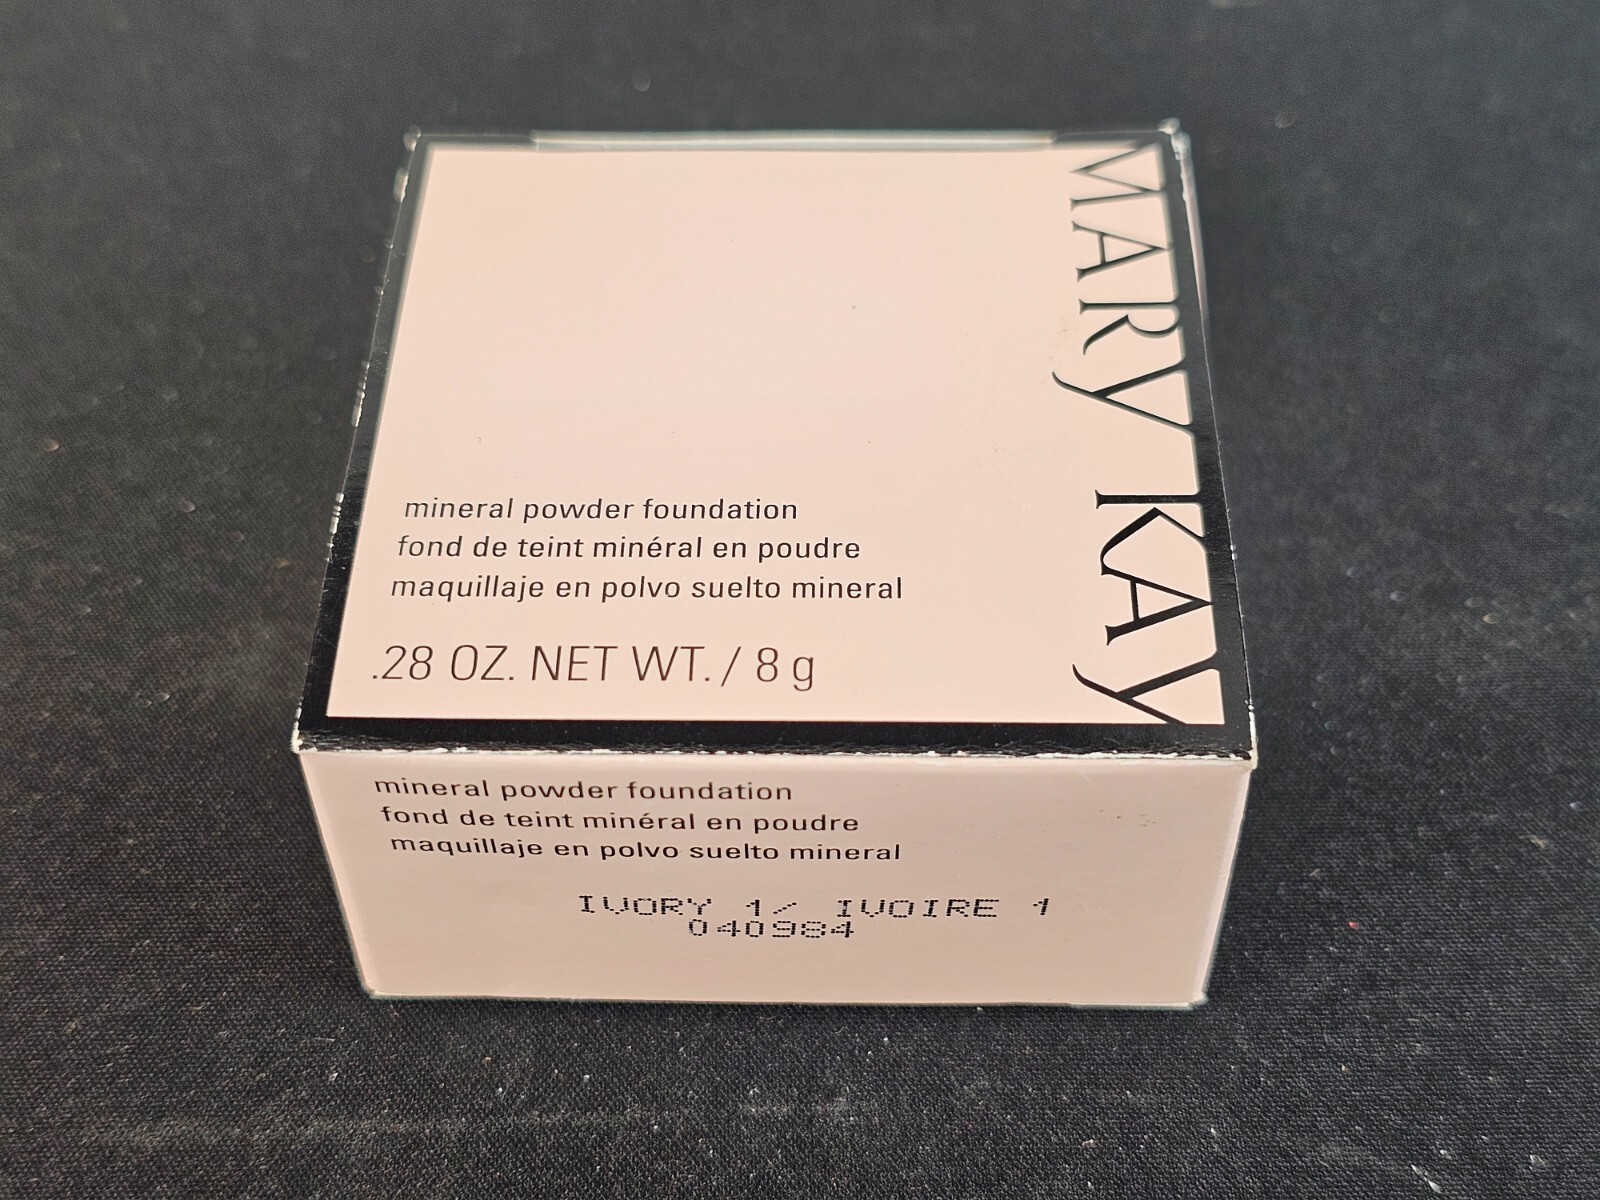 MARY KAY
mineral powder foundation
fond de teint minéral en poudre
maquillaje en polvo suelto mineral
.28 OZ. NET WT. / 8 g
mineral powder foundation
fond de teint minéral en poudre
maquillaje en polvo suelto mineral
IVORY 1/ IVOIRE 1
040984